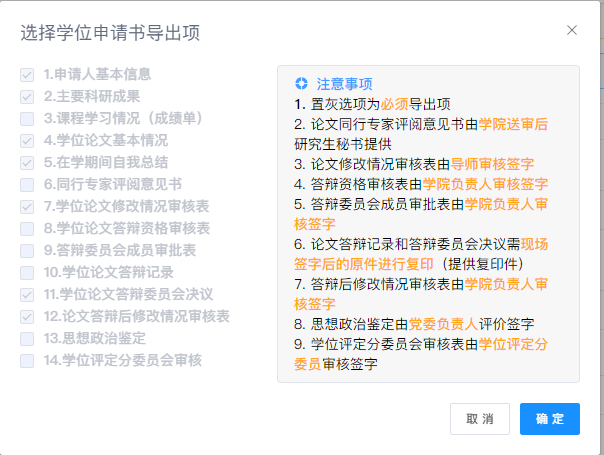 选择学位申请书导出项
1.申请人基本信息
2.主要科研成果
3.课程学习情况（成绩单）
4.学位论文基本情况
5.在学期间自我总结
6.同行专家评阅意见书
7.学位论文修改情况审核表
8.学位论文答辩资格审核表
9.答辩委员会成员审批表
10.学位论文答辩记录
11.学位论文答辩委员会决议
12.论文答辩后修改情况审核表
13.思想政治鉴定
14.学位评定分委员会审核
注意事项
1. 置灰选项为必须导出项
2. 论文同行专家评阅意见书由学院送审后
研究生秘书提供
3. 论文修改情况审核表由导师审核签字
4. 答辩资格审核表由学院负责人审核签字
5. 答辩委员会成员审批表由学院负责人审
核签字
6. 论文答辩记录和答辩委员会决议需现场
签字后的原件进行复印（提供复印件）
7. 答辩后修改情况审核表由学院负责人审
核签字
8. 思想政治鉴定由党委负责人评价签字
9. 学位评定分委员会审核表由学位评定分
委员审核签字
取消
确定